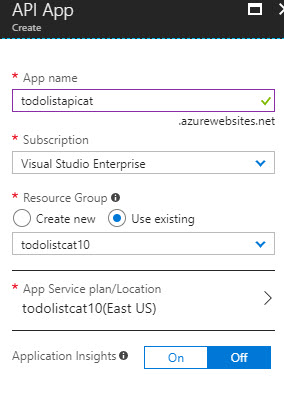 API App
Create
* App name
todolistapicat
.azurewebsites.net
* Subscription
Visual Studio Enterprise
* Resource Group
Create new Use existing
todolistcat10
* App Service plan/Location
todolistcat10(East US)
Application Insights On Off